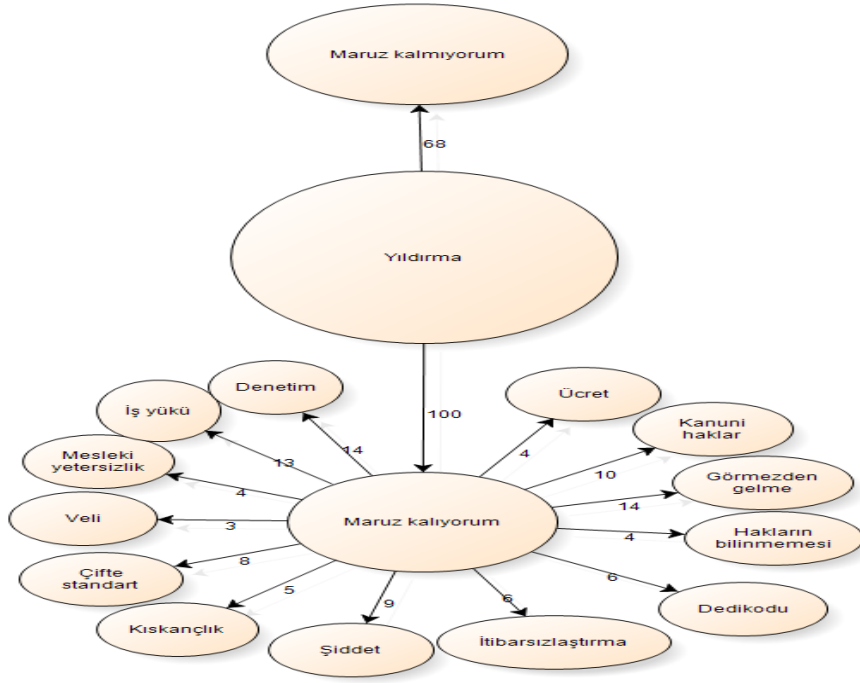 Maruz kalmıyorum
68
Yıldırma
100
Denetim
Ücret
İş yükü
Kanuni
haklar
14
4
13
10
Mesleki
yetersizlik
Görmezden
gelme
4
14
Veli
Maruz kalıyorum
Hakların
bilinmemesi
3
4
Çifte
standart
8
6
Dedikodu
5
9
6
Kıskançlık
Şiddet
İtibarsızlaştırma